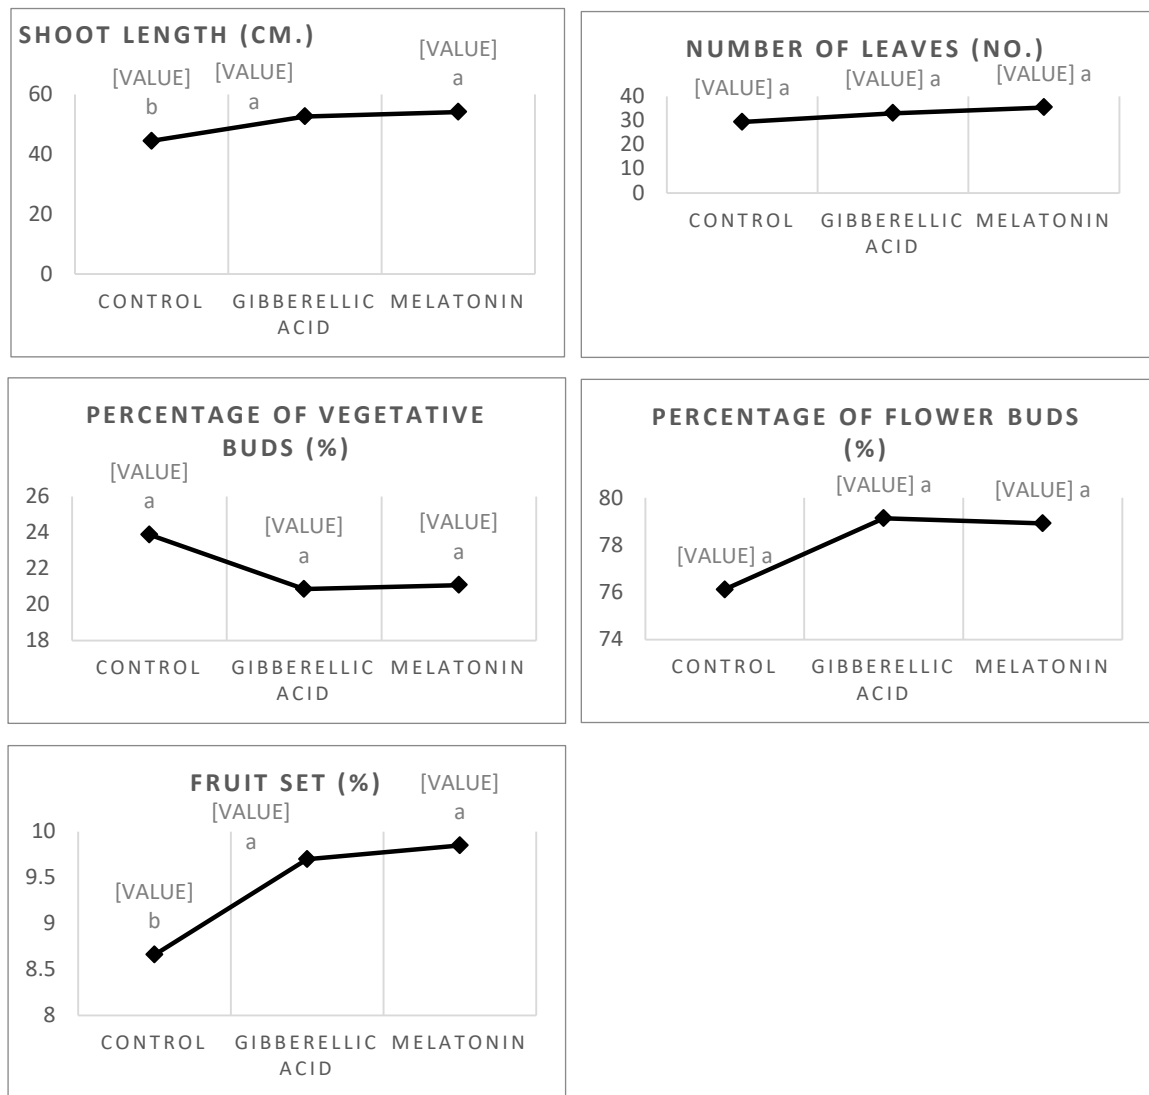 SHOOT LENGTH (CM.)
[VALUE]
b
[VALUE]
a
[VALUE]
a
60
40
20
0
CONTROL
GIBBERELLIC
ACID
MELATONIN
NUMBER OF LEAVES (NO.)
[VALUE] a
[VALUE] a
[VALUE] a
40
30
20
10
0
CONTROL
GIBBERELLIC
ACID
MELATONIN
PERCENTAGE OF VEGETATIVE
BUDS (%)
[VALUE]
a
[VALUE]
a
[VALUE]
a
26
24
22
20
18
CONTROL
GIBBERELLIC
ACID
MELATONIN
PERCENTAGE OF FLOWER BUDS
(%)
[VALUE] a
[VALUE] a
[VALUE] a
80
78
76
74
CONTROL
GIBBERELLIC
ACID
MELATONIN
FRUIT SET (%)
[VALUE]
b
[VALUE]
a
[VALUE]
a
10
9.5
9
8.5
8
CONTROL
GIBBERELLIC
ACID
MELATONIN